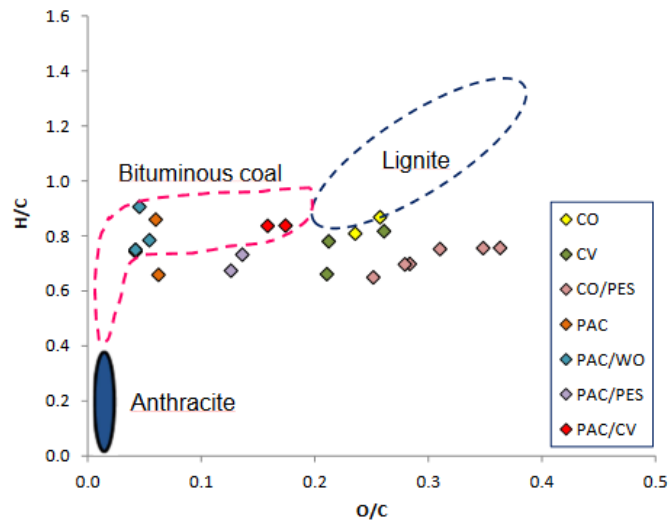 1.6
1.4
1.2
1.0
0.8
0.6
0.4
0.2
0.0
H/C
Bituminous coal
Lignite
Anthracite
CO
CV
CO/PES
PAC
PAC/WO
PAC/PES
PAC/CV
0.0 0.1 0.2 0.3 0.4 0.5
O/C